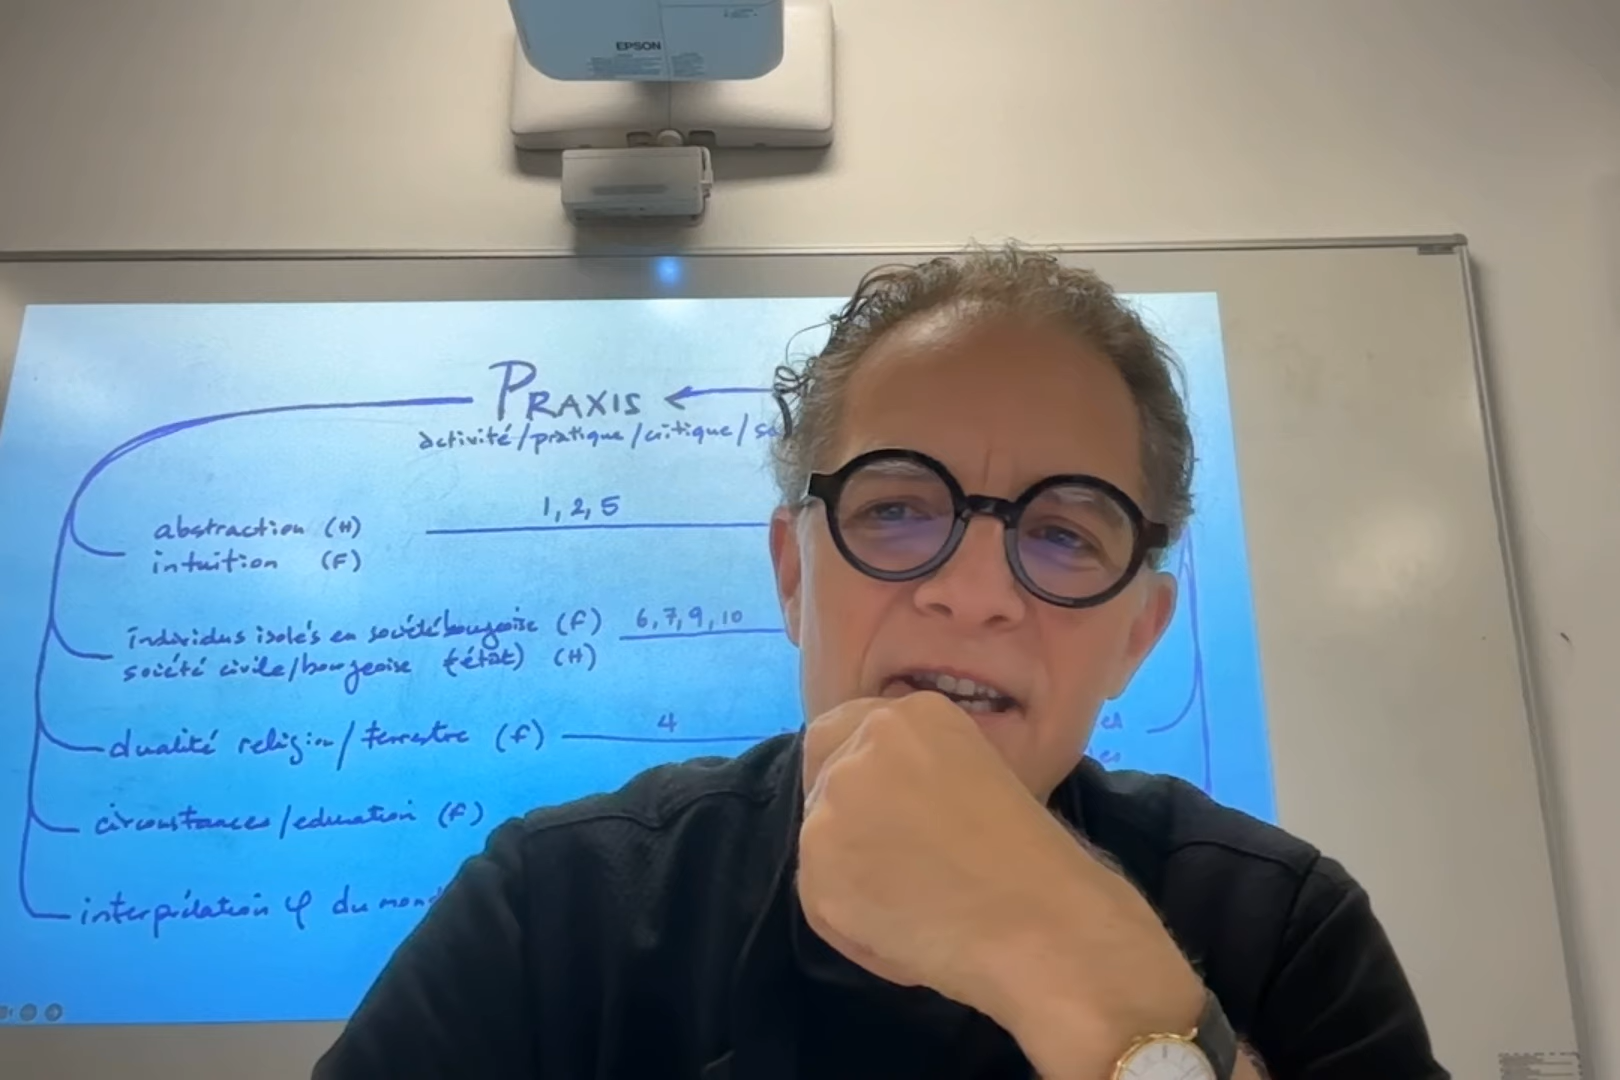 EPSON
PRAXIS
activité/pratique/critique/
1, 2, 5
abstraction (H)
intuition (F)
individus isolés en société bourgeoise (F) 6, 7, 9, 10
société civile/bourgeoise (état) (H)
dualité religion/terrestre (F) 4
circonstances/education (F)
interprétation φ du mon